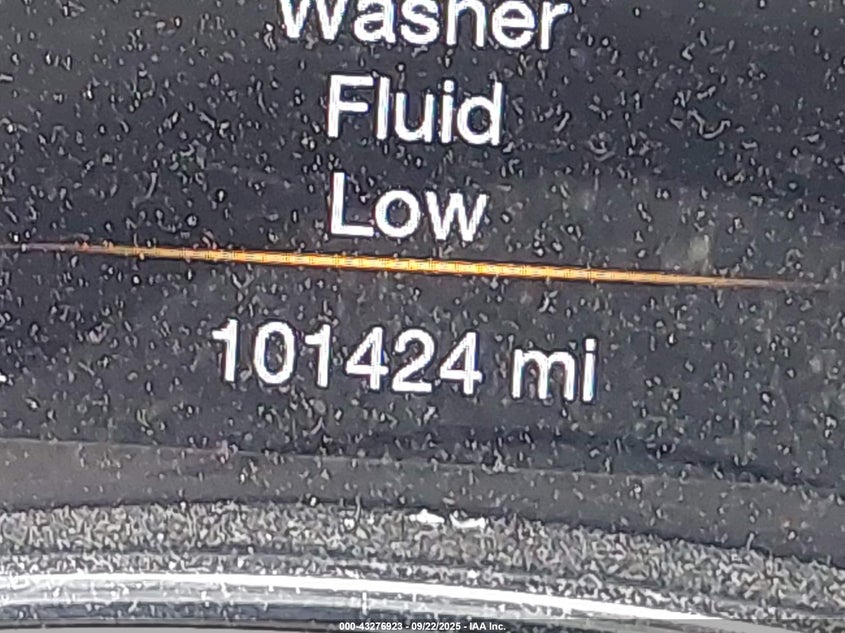 Washer
Fluid
Low
101424 mi
000-43276923 - 09/22/2025 - IAA Inc.